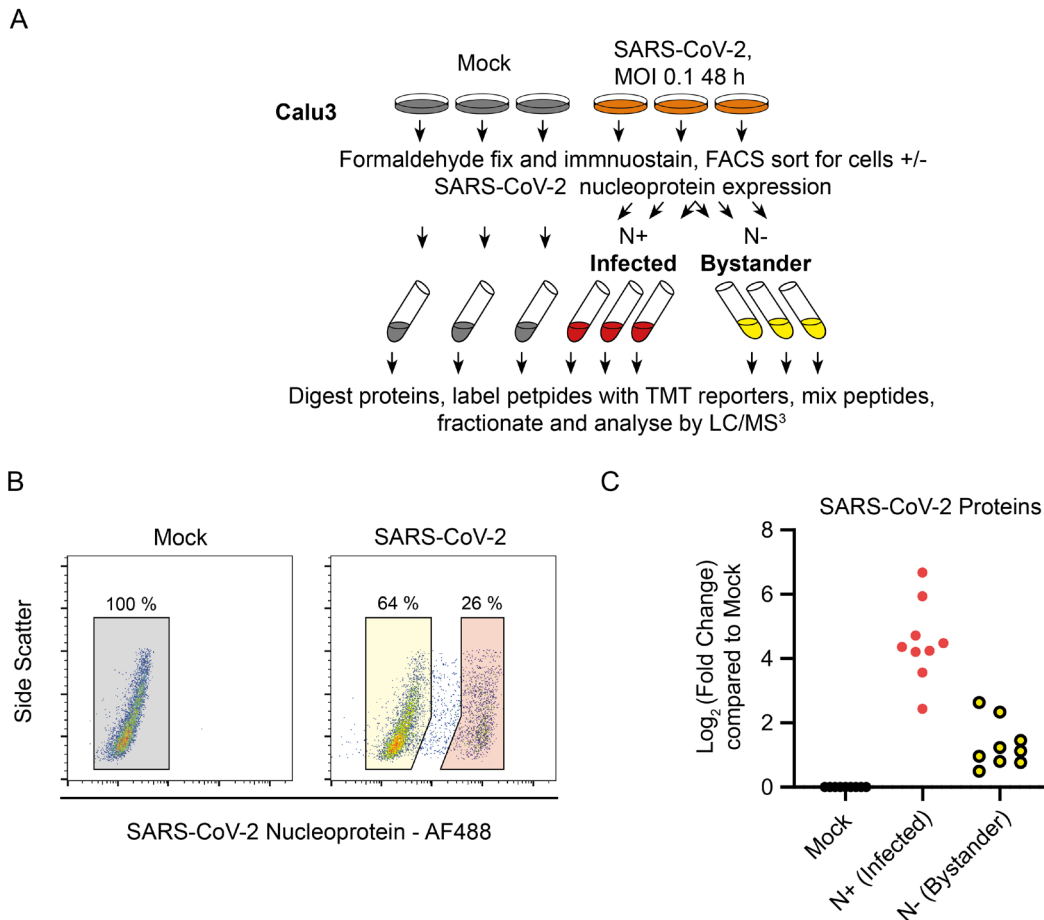 A
Mock
SARS-CoV-2,
MOI 0.1 48 h
Calu3
Formaldehyde fix and immnuostain, FACS sort for cells +/-
SARS-CoV-2 nucleoprotein expression
N+
Infected
N-
Bystander
Digest proteins, label petpides with TMT reporters, mix peptides,
fractionate and analyse by LC/MS³
B
Mock
SARS-CoV-2
100 %
64 %
26 %
Side Scatter
SARS-CoV-2 Nucleoprotein - AF488
C
SARS-CoV-2 Proteins
Log₂ (Fold Change)
compared to Mock
8
6
4
2
0
Mock
N+ (Infected)
N- (Bystander)